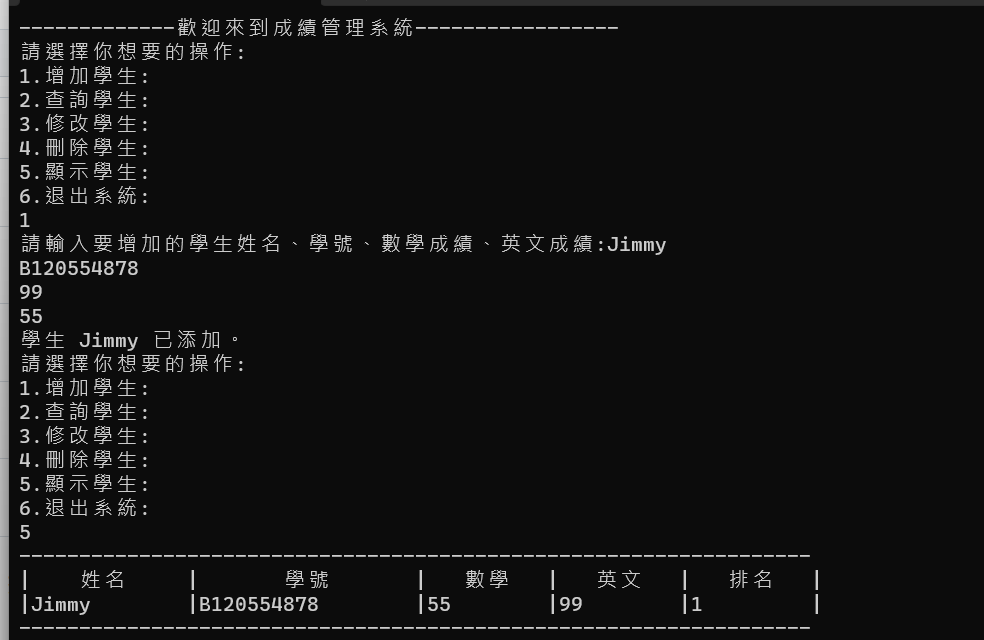 -------------歡迎來到成績管理系統-----------------
請選擇你想要的操作:
1.增加學生:
2.查詢學生:
3.修改學生:
4.刪除學生:
5.顯示學生:
6.退出系統:
1
請輸入要增加的學生姓名、學號、數學成績、英文成績:Jimmy
B120554878
99
55
學生 Jimmy 已添加。
請選擇你想要的操作:
1.增加學生:
2.查詢學生:
3.修改學生:
4.刪除學生:
5.顯示學生:
6.退出系統:
5
------------------------------------------------------------------
|    姓名     |       學號       |   數學   |   英文   |   排名   |
|Jimmy        |B120554878        |55        |99        |1         |
------------------------------------------------------------------